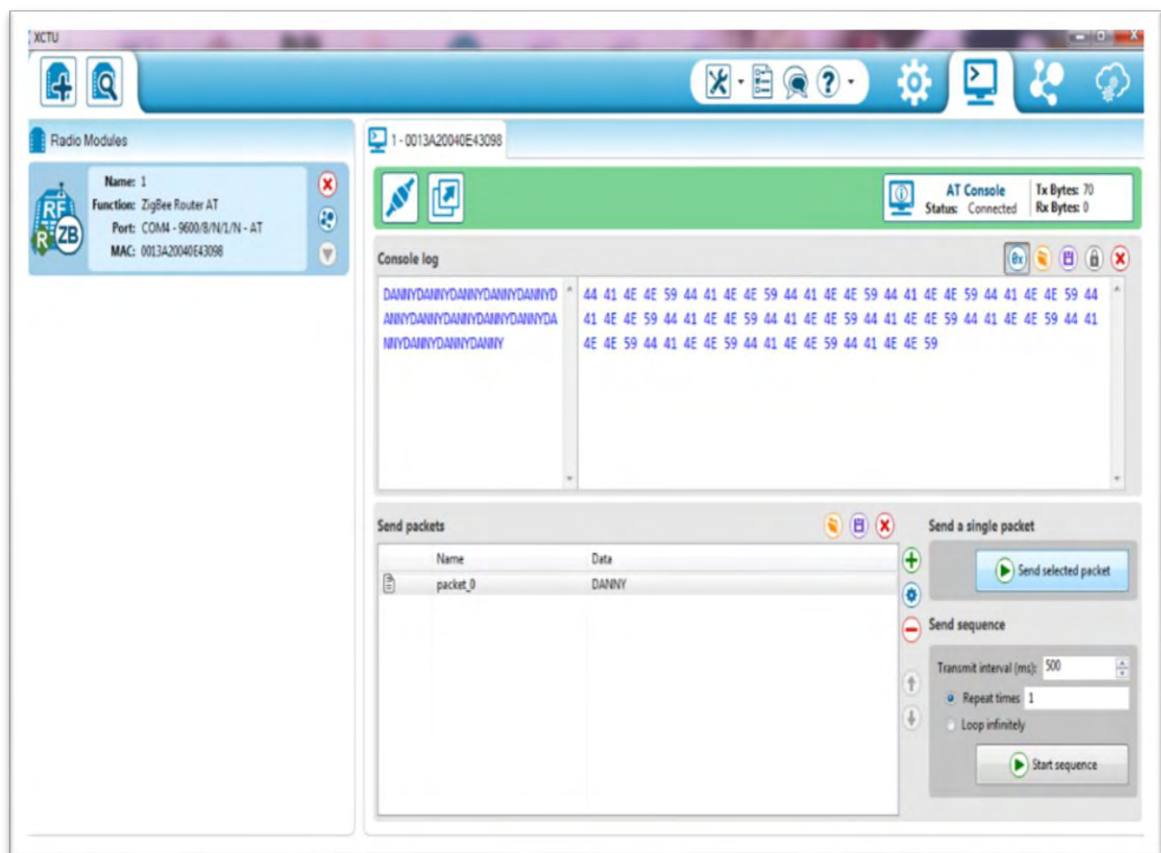 XCTU
Radio Modules
Name: 1
Function: ZigBee Router AT
Port: COM4 - 9600/8/N/1/N - AT
MAC: 0013A20040E43098
RF
R
ZB
1 - 0013A20040E43098
AT Console
Status: Connected
Tx Bytes: 70
Rx Bytes: 0
Console log
DANNYDANNYDANNYDANNYDANNYD
ANNYDANNYDANNYDANNYDANNYDA
NNYDANNYDANNYDANNY
44 41 4E 4E 59 44 41 4E 4E 59 44 41 4E 4E 59 44 41 4E 4E 59 44 41 4E 4E 59 44
41 4E 4E 59 44 41 4E 4E 59 44 41 4E 4E 59 44 41 4E 4E 59 44 41 4E 4E 59 44 41
4E 4E 59 44 41 4E 4E 59 44 41 4E 4E 59 44 41 4E 4E 59
Send packets
Name Data
packet_0 DANNY
Send a single packet
Send selected packet
Send sequence
Transmit interval (ms): 500
Repeat times 1
Loop infinitely
Start sequence